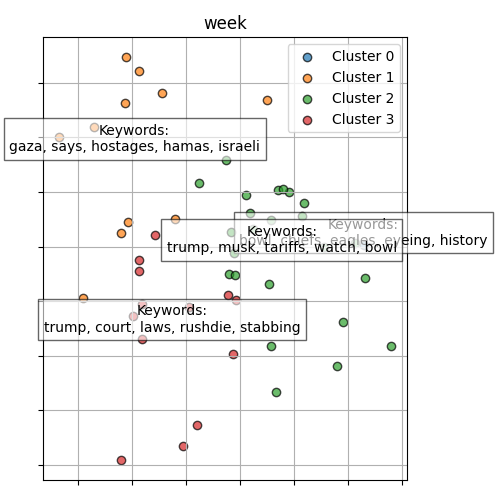 week
Cluster 0
Cluster 1
Cluster 2
Cluster 3
Keywords:
gaza, says, hostages, hamas, israeli
Keywords:
bowl, chiefs, eagles, eyeing, history
Keywords:
trump, musk, tariffs, watch, bowl
Keywords:
trump, court, laws, rushdie, stabbing